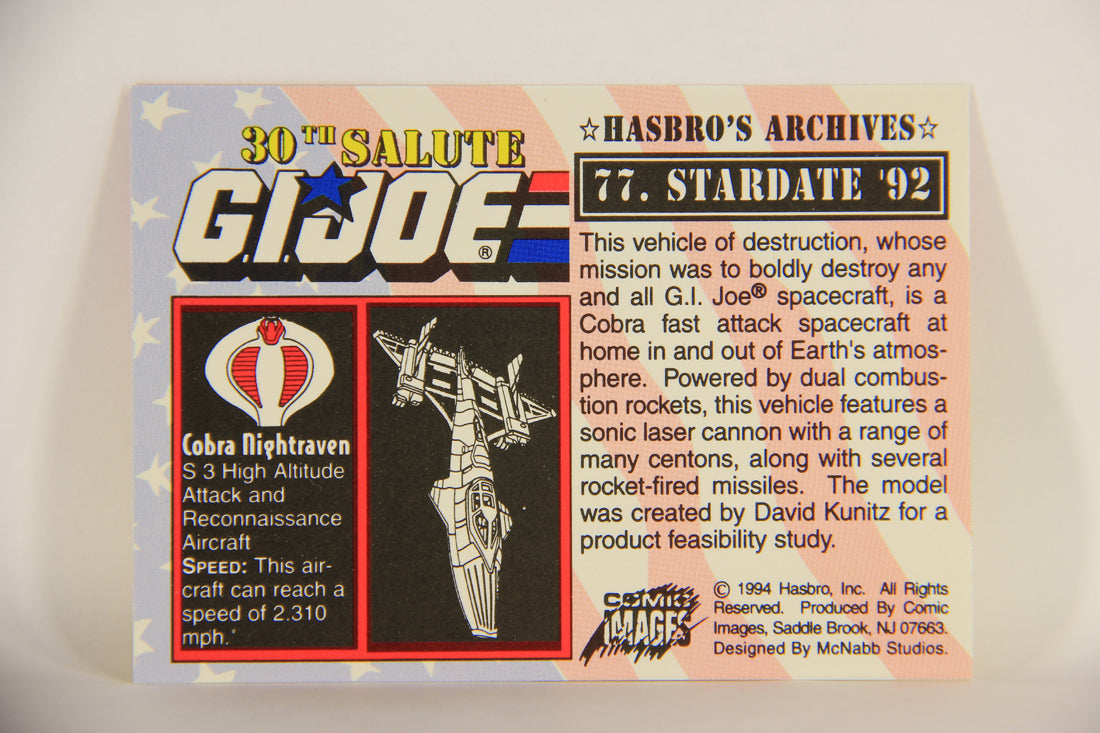 30TH SALUTE
G.I. JOE®
Cobra Nightraven
S 3 High Altitude
Attack and
Reconnaissance
Aircraft
SPEED: This air-
craft can reach a
speed of 2.310
mph.
☆HASBRO'S ARCHIVES☆
77. STARDATE '92
This vehicle of destruction, whose
mission was to boldly destroy any
and all G.I. Joe® spacecraft, is a
Cobra fast attack spacecraft at
home in and out of Earth's atmos-
phere. Powered by dual combus-
tion rockets, this vehicle features a
sonic laser cannon with a range of
many centons, along with several
rocket-fired missiles. The model
was created by David Kunitz for a
product feasibility study.
COMIC
IMAGES
© 1994 Hasbro, Inc. All Rights
Reserved. Produced By Comic
Images, Saddle Brook, NJ 07663.
Designed By McNabb Studios.